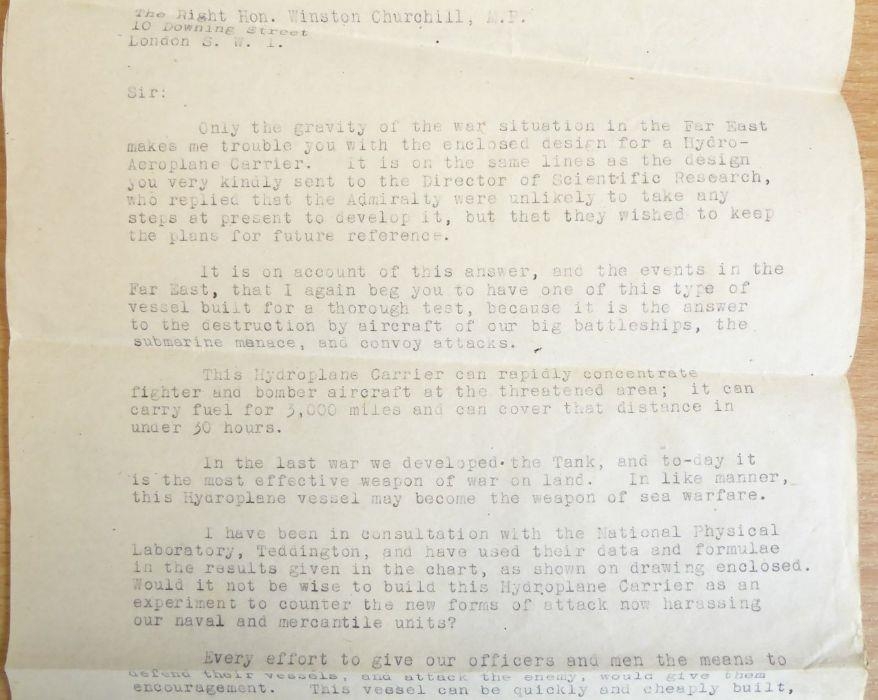 The Right Hon. Winston Churchill, M.P.
10 Downing Street
London S. W. 1.
Sir:
Only the gravity of the war situation in the Far East
makes me trouble you with the enclosed design for a Hydro-
Aeroplane Carrier. It is on the same lines as the design
you very kindly sent to the Director of Scientific Research,
who replied that the Admiralty were unlikely to take any
steps at present to develop it, but that they wished to keep
the plans for future reference.
It is on account of this answer, and the events in the
Far East, that I again beg you to have one of this type of
vessel built for a thorough test, because it is the answer
to the destruction by aircraft of our big battleships, the
submarine menace, and convoy attacks.
This Hydroplane Carrier can rapidly concentrate
fighter and bomber aircraft at the threatened area; it can
carry fuel for 3,000 miles and can cover that distance in
under 30 hours.
In the last war we developed the Tank, and to-day it
is the most effective weapon of war on land. In like manner,
this Hydroplane vessel may become the weapon of sea warfare.
I have been in consultation with the National Physical
Laboratory, Teddington, and have used their data and formulae
in the results given in the chart, as shown on drawing enclosed.
Would it not be wise to build this Hydroplane Carrier as an
experiment to counter the new forms of attack now harassing
our naval and mercantile units?
Every effort to give our officers and men the means to
defend their vessels, and attack the enemy, would give them
encouragement. This vessel can be quickly and cheaply built,